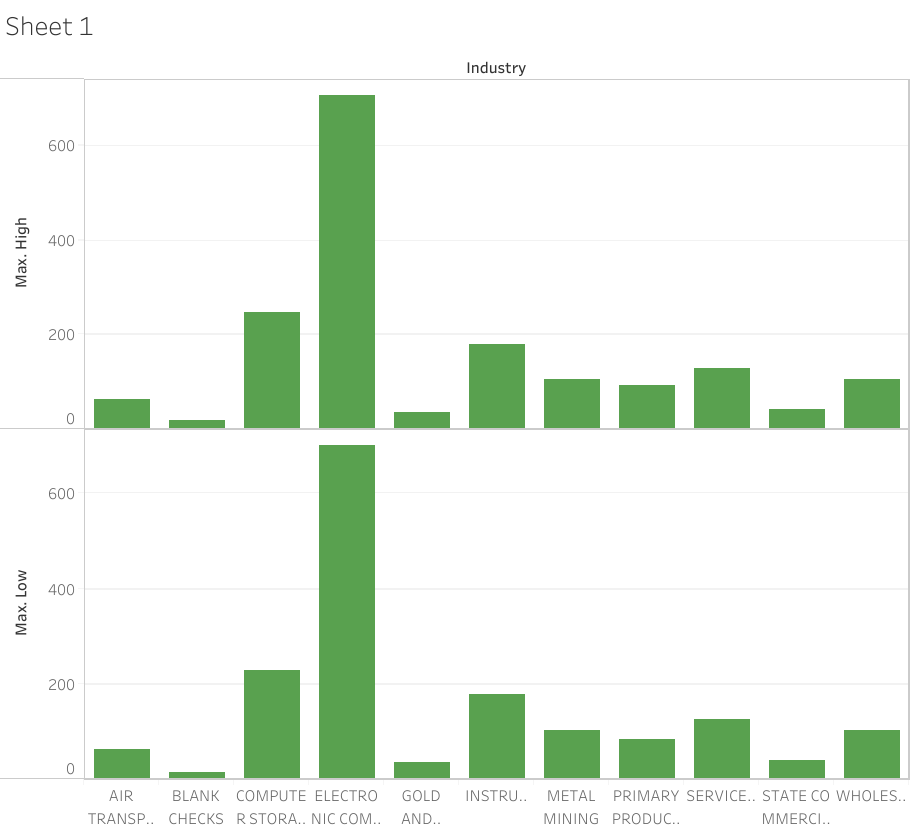 Sheet 1
Industry
Max. High
600
400
200
0
Max. Low
600
400
200
0
AIR
TRANSP..
BLANK
CHECKS
COMPUTE
R STORA..
ELECTRO
NIC COM..
GOLD
AND..
INSTRU..
METAL
MINING
PRIMARY
PRODUC..
SERVICE..
STATE CO
MMERCI..
WHOLES..